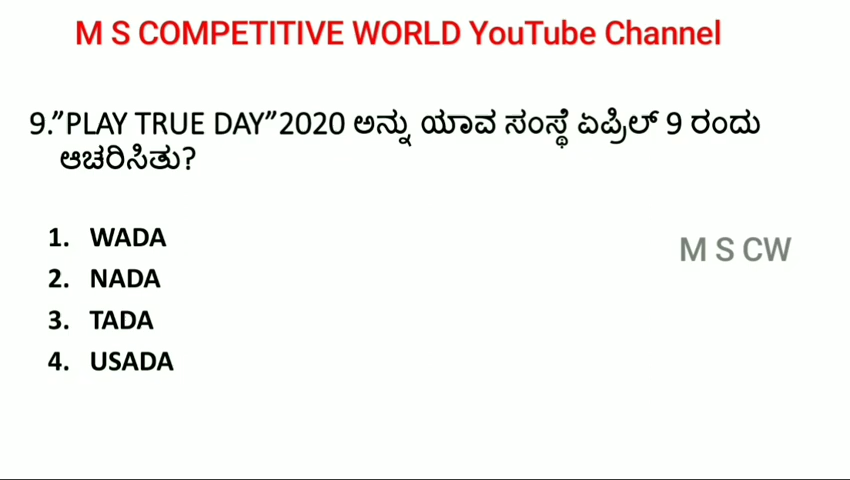 M S COMPETITIVE WORLD YouTube Channel
9.”PLAY TRUE DAY”2020 ಅನ್ನು ಯಾವ ಸಂಸ್ಥೆ ಏಪ್ರಿಲ್ 9 ರಂದು
ಆಚರಿಸಿತು?
1. WADA
M S CW
2. NADA
3. TADA
4. USADA